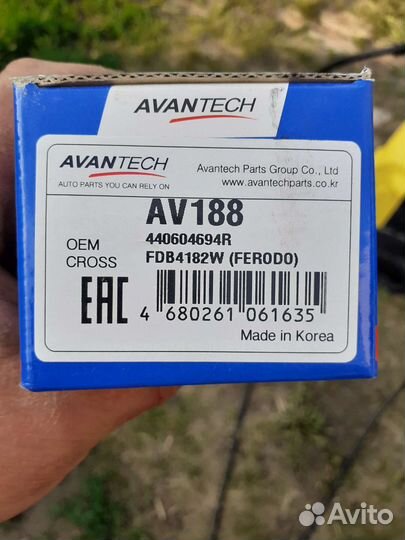 AVANTECH
AVANTECH
AUTO PARTS YOU CAN RELY ON
Avantech Parts Group Co., Ltd
www.avantechparts.co.kr
AV188
OEM 440604694R
CROSS FDB4182W (FERODO)
EAC
4 680261 061635
Made in Korea
Avito